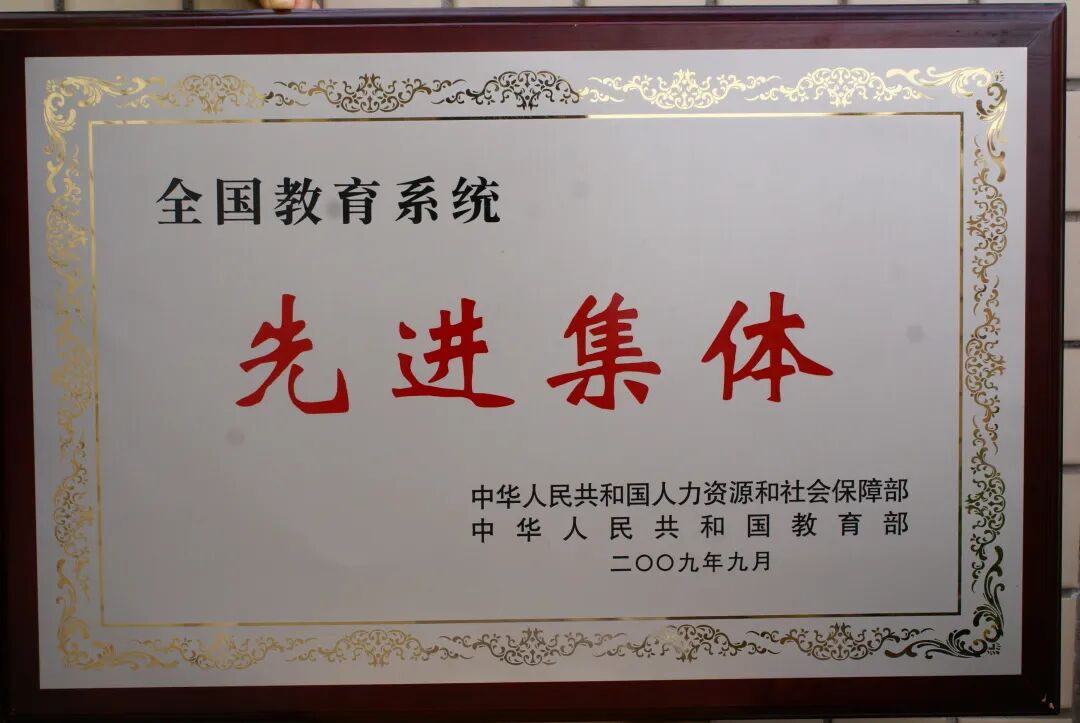 全国教育系统
先进集体
中华人民共和国人力资源和社会保障部
中华人民共和国教育部
二〇〇九年九月